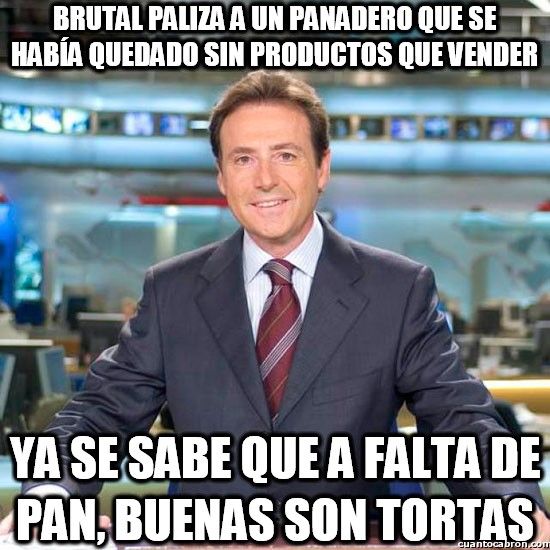 BRUTAL PALIZA A UN PANADERO QUE SE
HABÍA QUEDADO SIN PRODUCTOS QUE VENDER
YA SE SABE QUE A FALTA DE
PAN, BUENAS SON TORTAS
cuantocabron.com